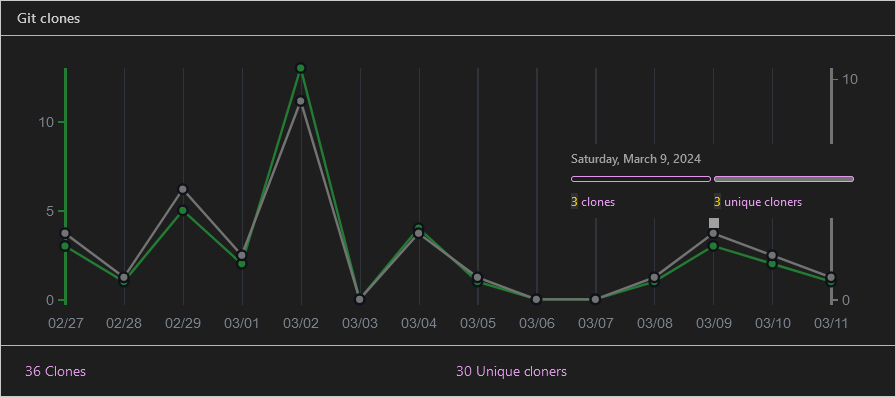 Git clones
10
10
Saturday, March 9, 2024
3 clones
3 unique cloners
5
0
0
02/27 02/28 02/29 03/01 03/02 03/03 03/04 03/05 03/06 03/07 03/08 03/09 03/10 03/11
36 Clones
30 Unique cloners